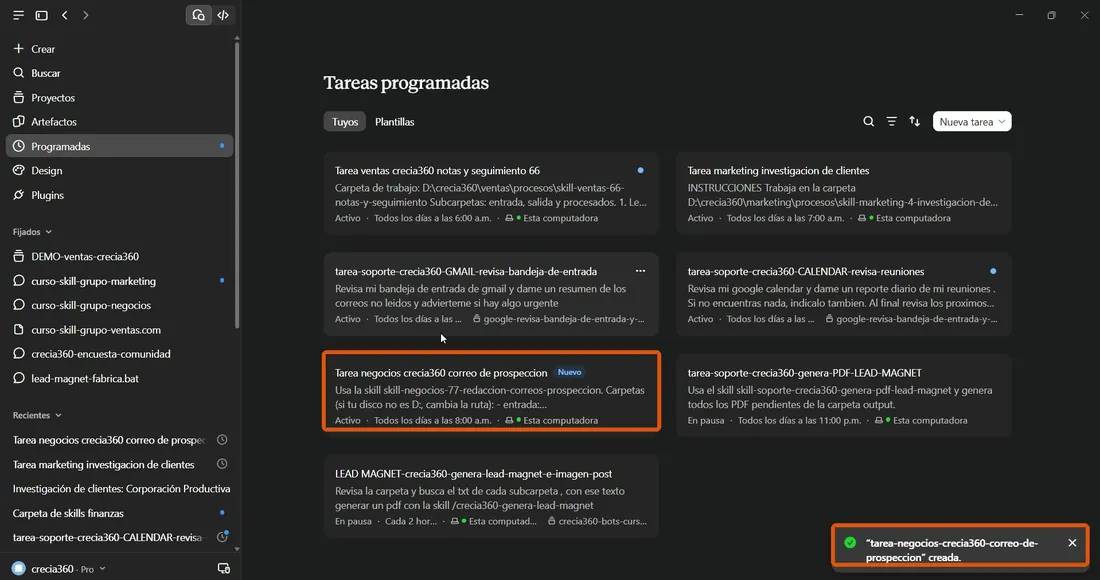 Crear
Buscar
Proyectos
Artefactos
Programadas
Design
Plugins
Fijados
DEMO-ventas-crecia360
curso-skill-grupo-marketing
curso-skill-grupo-negocios
curso-skill-grupo-ventas.com
crecia360-encuesta-comunidad
lead-magnet-fabrica.bat
Recientes
Tarea negocios crecia360 correo de prospec
Tarea marketing investigacion de clientes
Investigación de clientes: Corporación Productiva
Carpeta de skills finanzas
tarea-soporte-crecia360-CALENDAR-revisa-
crecia360 · Pro
Tareas programadas
Tuyos Plantillas
Nueva tarea
Tarea ventas crecia360 notas y seguimiento 66
Carpeta de trabajo: D:\crecia360\ventas\procesos\skill-ventas-66-
notas-y-seguimiento Subcarpetas: entrada, salida y procesados. 1. Le...
Activo · Todos los días a las 6:00 a.m. · Esta computadora
Tarea marketing investigacion de clientes
INSTRUCCIONES Trabaja en la carpeta
D:\crecia360\marketing\procesos\skill-marketing-4-investigacion-de...
Activo · Todos los días a las 7:00 a.m. · Esta computadora
tarea-soporte-crecia360-GMAIL-revisa-bandeja-de-entrada
Revisa mi bandeja de entrada de gmail y dame un resumen de los
correos no leidos y advierteme si hay algo urgente
Activo · Todos los días a las ... google-revisa-bandeja-de-entrada-y-...
tarea-soporte-crecia360-CALENDAR-revisa-reuniones
Revisa mi google calendar y dame un reporte diario de mi reuniones .
Si no encuentras nada, indicalo tambien. Al final revisa los proximos...
Activo · Todos los días a las ... · google-revisa-bandeja-de-entrada-y-...
Tarea negocios crecia360 correo de prospeccion Nuevo
Usa la skill skill-negocios-77-redaccion-correos-prospeccion. Carpetas
(si tu disco no es D:, cambia la ruta): - entrada:...
Activo · Todos los días a las 8:00 a.m. · Esta computadora
tarea-soporte-crecia360-genera-PDF-LEAD-MAGNET
Usa el skill skill-soporte-crecia360-genera-pdf-lead-magnet y genera
todos los PDF pendientes de la carpeta output.
En pausa · Todos los días a las 11:00 p.m. · Esta computadora
LEAD MAGNET-crecia360-genera-lead-magnet-e-imagen-post
Revisa la carpeta y busca el txt de cada subcarpeta , con ese texto
generar un pdf con la skill /crecia360-genera-lead-magnet
En pausa · Cada 2 hor... · Esta computad... crecia360-bots-curs...
"tarea-negocios-crecia360-correo-de-
prospeccion" creada.